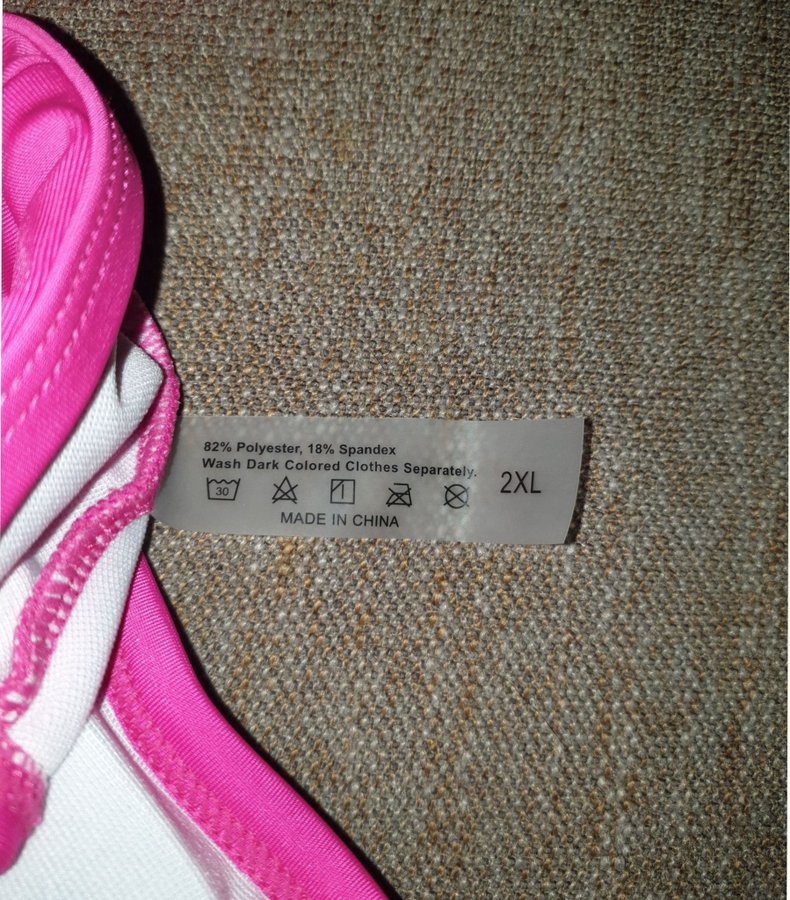 82% Polyester, 18% Spandex
Wash Dark Colored Clothes Separately.
30
2XL
MADE IN CHINA